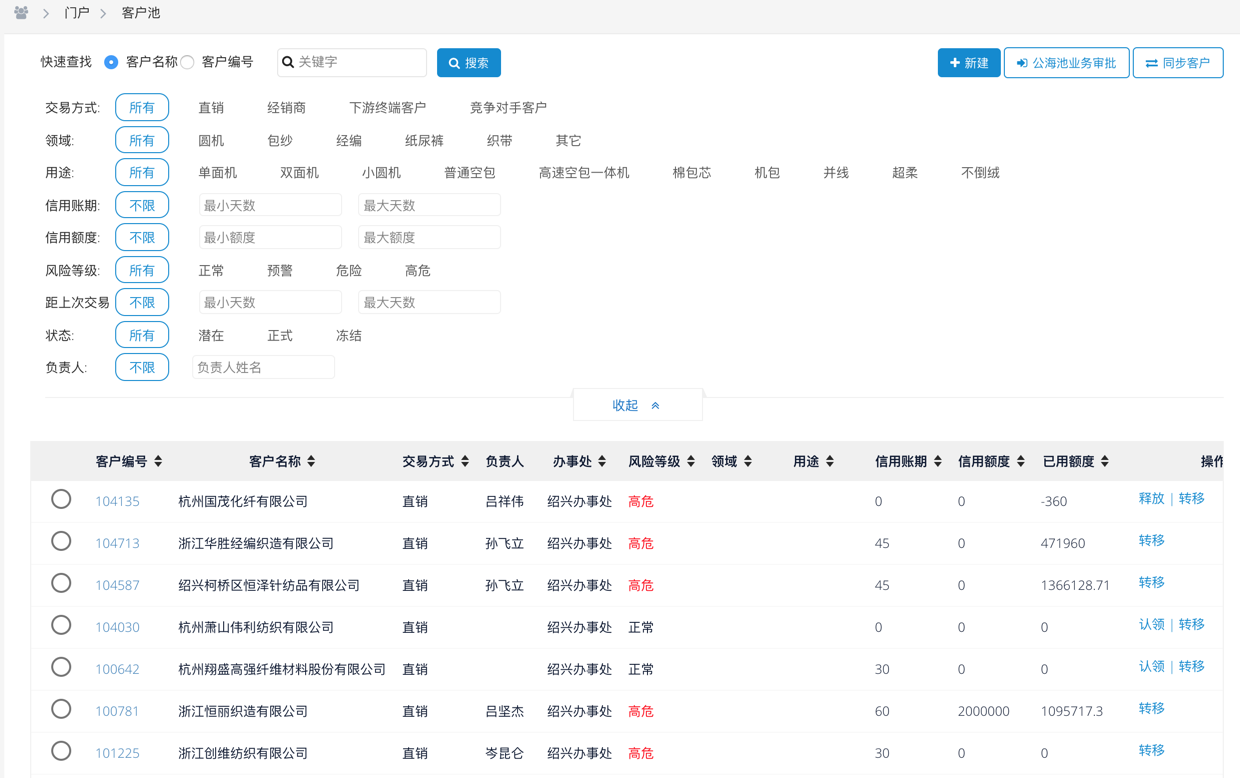 门户 客户池
快速查找 客户名称 客户编号 关键字 搜索 新建 公海池业务审批 同步客户
交易方式: 所有 直销 经销商 下游终端客户 竞争对手客户
领域: 所有 圆机 包纱 经编 纸尿裤 织带 其它
用途: 所有 单面机 双面机 小圆机 普通空包 高速空包一体机 棉包芯 机包 并线 超柔 不倒绒
信用账期: 不限 最小天数 最大天数
信用额度: 不限 最小额度 最大额度
风险等级: 所有 正常 预警 危险 高危
距上次交易 不限 最小天数 最大天数
状态: 所有 潜在 正式 冻结
负责人: 不限 负责人姓名
收起
客户编号 客户名称 交易方式 负责人 办事处 风险等级 领域 用途 信用账期 信用额度 已用额度 操作
104135 杭州国茂化纤有限公司 直销 吕祥伟 绍兴办事处 高危 0 0 -360 释放 | 转移
104713 浙江华胜经编织造有限公司 直销 孙飞立 绍兴办事处 高危 45 0 471960 转移
104587 绍兴柯桥区恒泽针纺品有限公司 直销 孙飞立 绍兴办事处 高危 45 0 1366128.71 转移
104030 杭州萧山伟利纺织有限公司 直销 绍兴办事处 正常 0 0 0 认领 | 转移
100642 杭州翔盛高强纤维材料股份有限公司 直销 绍兴办事处 正常 30 0 0 认领 | 转移
100781 浙江恒丽织造有限公司 直销 吕坚杰 绍兴办事处 高危 60 2000000 1095717.3 转移
101225 浙江创维纺织有限公司 直销 岑昆仑 绍兴办事处 高危 30 0 0 转移